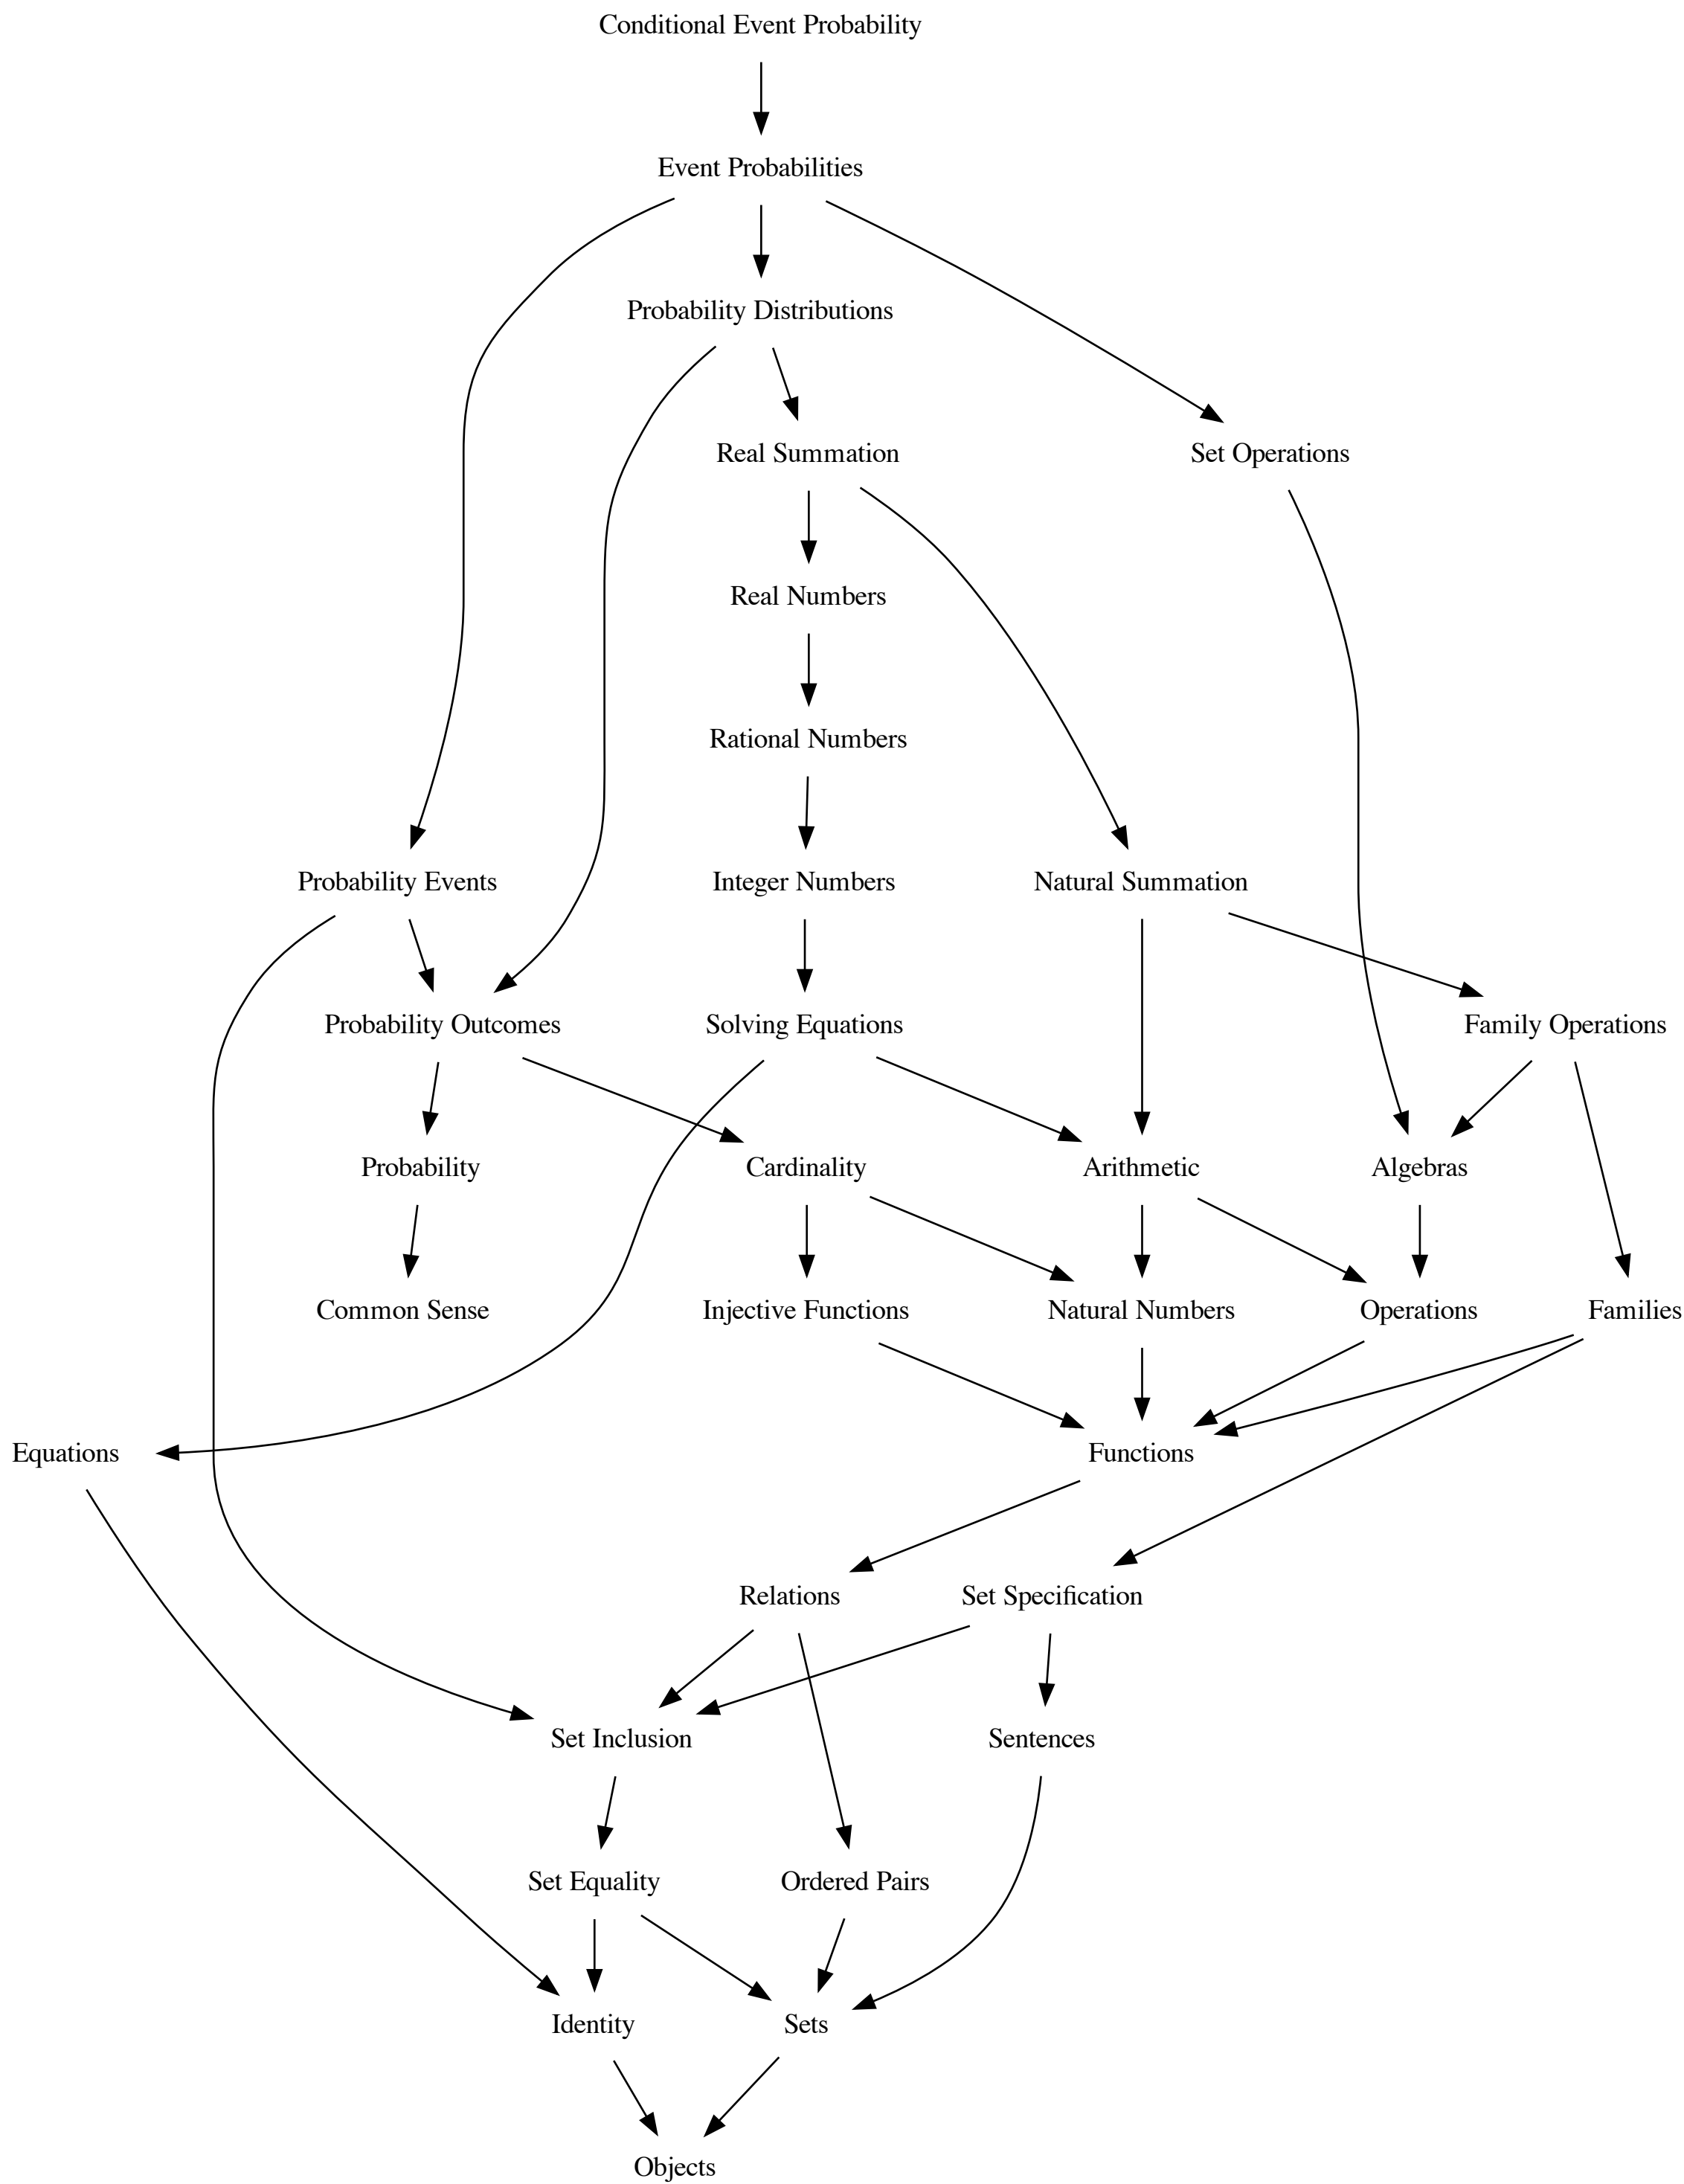 Conditional Event Probability
Event Probabilities
Probability Distributions
Real Summation
Set Operations
Real Numbers
Rational Numbers
Probability Events
Integer Numbers
Natural Summation
Probability Outcomes
Solving Equations
Family Operations
Probability
Cardinality
Arithmetic
Algebras
Common Sense
Injective Functions
Natural Numbers
Operations
Families
Equations
Functions
Relations
Set Specification
Set Inclusion
Sentences
Set Equality
Ordered Pairs
Identity
Sets
Objects